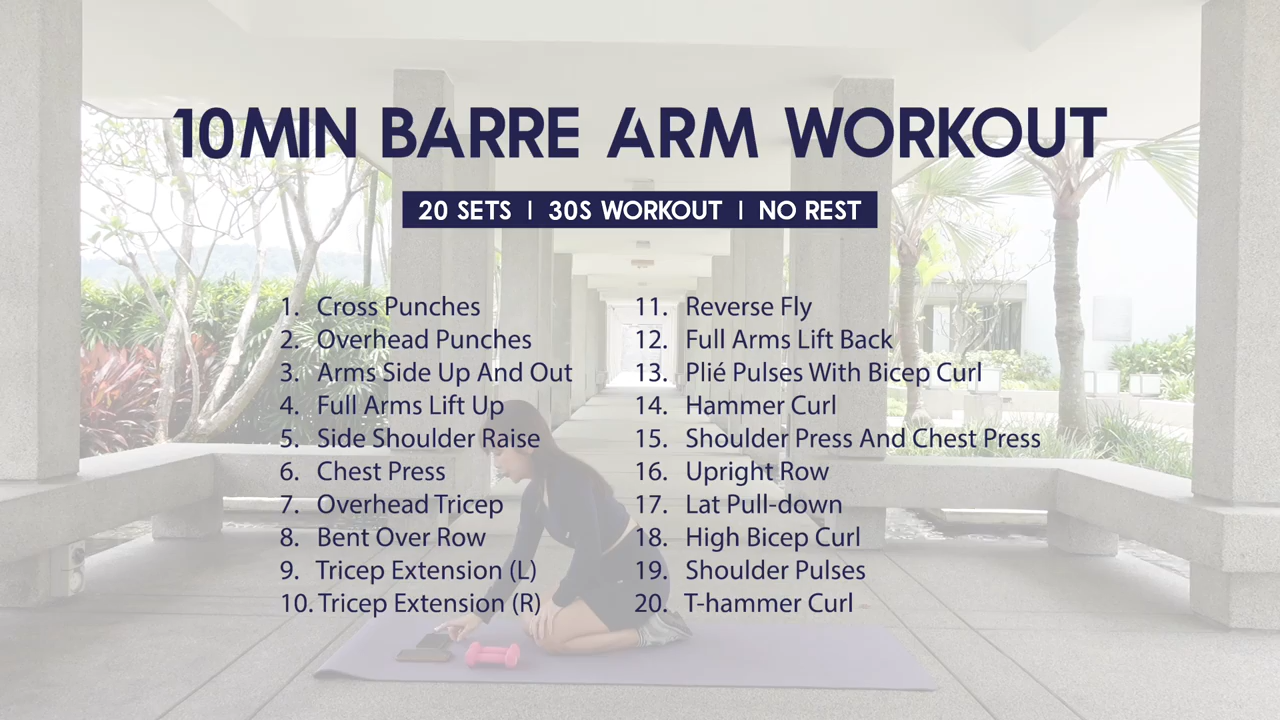 10MIN BARRE ARM WORKOUT
20 SETS | 30S WORKOUT | NO REST
1. Cross Punches
2. Overhead Punches
3. Arms Side Up And Out
4. Full Arms Lift Up
5. Side Shoulder Raise
6. Chest Press
7. Overhead Tricep
8. Bent Over Row
9. Tricep Extension (L)
10. Tricep Extension (R)
11. Reverse Fly
12. Full Arms Lift Back
13. Plié Pulses With Bicep Curl
14. Hammer Curl
15. Shoulder Press And Chest Press
16. Upright Row
17. Lat Pull-down
18. High Bicep Curl
19. Shoulder Pulses
20. T-hammer Curl